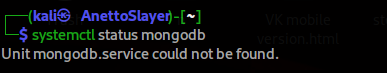 ┌──(kali㉿ AnettoSlayer)-[~]
└─$ systemctl status mongodb
Unit mongodb.service could not be found.
VK mobile
version.html